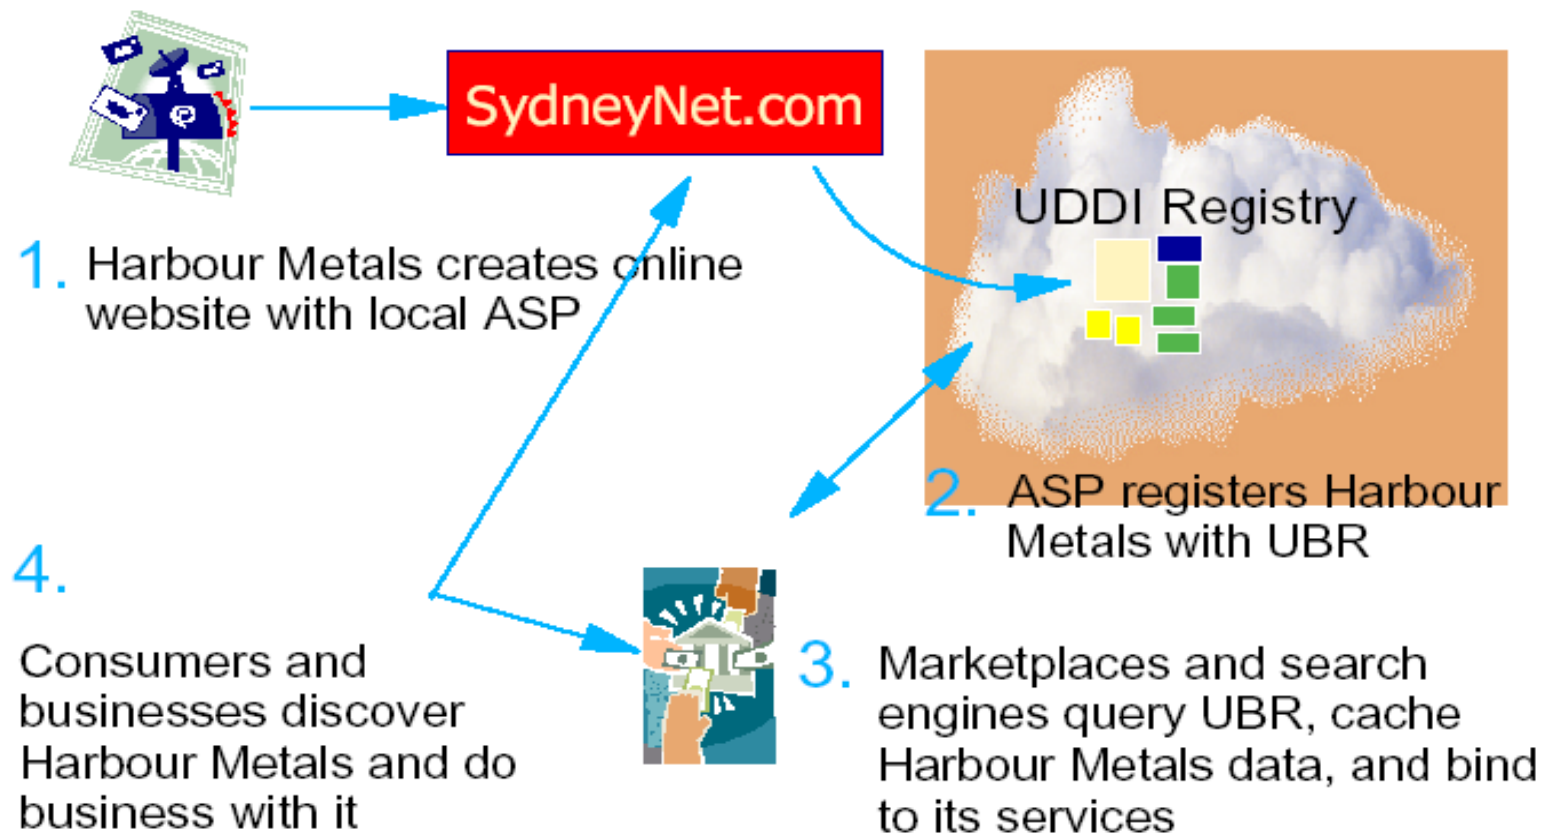 SydneyNet.com
UDDI Registry
1. Harbour Metals creates online
website with local ASP
2. ASP registers Harbour
Metals with UBR
3. Marketplaces and search
engines query UBR, cache
Harbour Metals data, and bind
to its services
4.
Consumers and
businesses discover
Harbour Metals and do
business with it